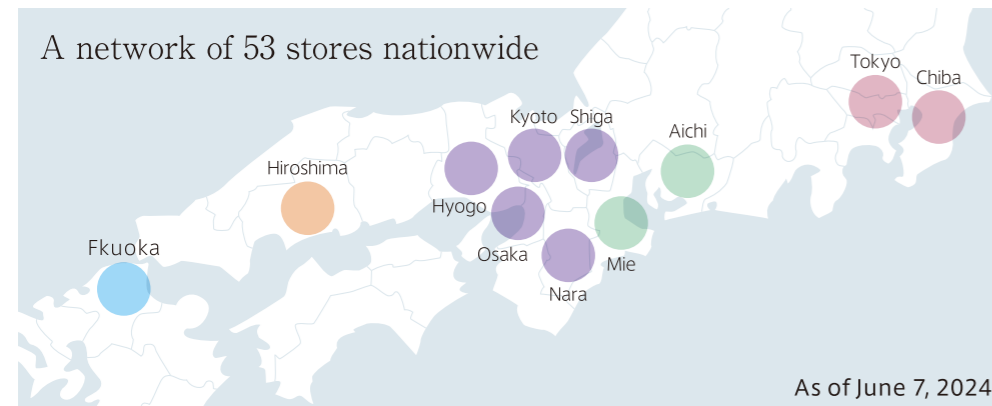 A network of 53 stores nationwide
Tokyo
Chiba
Kyoto
Shiga
Aichi
Hiroshima
Hyogo
Fkuoka
Osaka
Mie
Nara
As of June 7, 2024